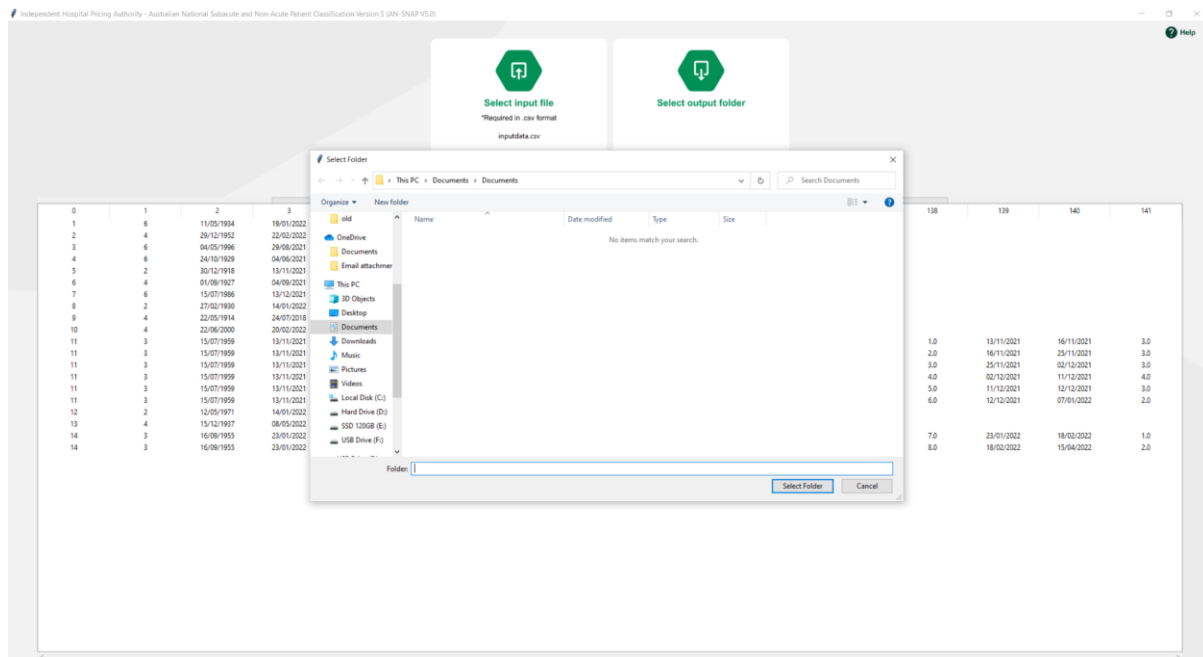 Independent Hospital Pricing Authority - Australian National Subacute and Non-Acute Patient Classification Version 5 (AN-SNAP V5.0)
Help
Select input file
*Required in .csv format
inputdata.csv
Select output folder
Select Folder
This PC › Documents › Documents
Search Documents
Organize
New folder
old
OneDrive
Documents
Email attachmer
This PC
3D Objects
Desktop
Documents
Downloads
Music
Pictures
Videos
Local Disk (C:)
Hard Drive (D:)
SSD 120GB (E:)
USB Drive (F:)
Name Date modified Type Size
No items match your search.
Folder:
Select Folder Cancel
0 1 2 3 138 139 140 141
1 6 11/05/1934 19/01/2022
2 4 29/12/1952 22/02/2022
3 6 04/05/1996 29/08/2021
4 6 24/10/1929 04/06/2021
5 2 30/12/1918 13/11/2021
6 4 01/09/1927 04/09/2021
7 6 15/07/1986 13/12/2021
8 2 27/02/1930 14/01/2022
9 4 22/05/1914 24/07/2018
10 4 22/06/2000 20/02/2022
11 3 15/07/1959 13/11/2021 1.0 13/11/2021 16/11/2021 3.0
11 3 15/07/1959 13/11/2021 2.0 16/11/2021 25/11/2021 3.0
11 3 15/07/1959 13/11/2021 3.0 25/11/2021 02/12/2021 3.0
11 3 15/07/1959 13/11/2021 4.0 02/12/2021 11/12/2021 4.0
11 3 15/07/1959 13/11/2021 5.0 11/12/2021 12/12/2021 3.0
11 3 15/07/1959 13/11/2021 6.0 12/12/2021 07/01/2022 2.0
12 2 12/05/1971 14/01/2022
13 4 15/12/1937 08/05/2022
14 3 16/09/1955 23/01/2022 7.0 23/01/2022 18/02/2022 1.0
14 3 16/09/1955 23/01/2022 8.0 18/02/2022 15/04/2022 2.0